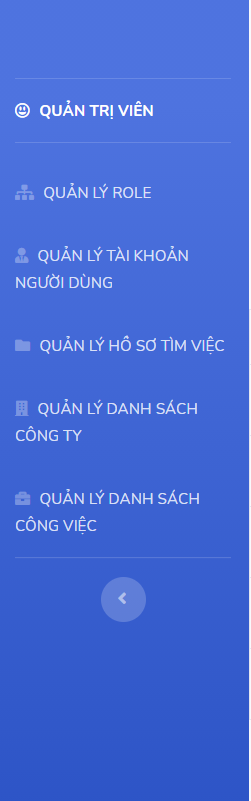 QUẢN TRỊ VIÊN
QUẢN LÝ ROLE
QUẢN LÝ TÀI KHOẢN
NGƯỜI DÙNG
QUẢN LÝ HỒ SƠ TÌM VIỆC
QUẢN LÝ DANH SÁCH
CÔNG TY
QUẢN LÝ DANH SÁCH
CÔNG VIỆC